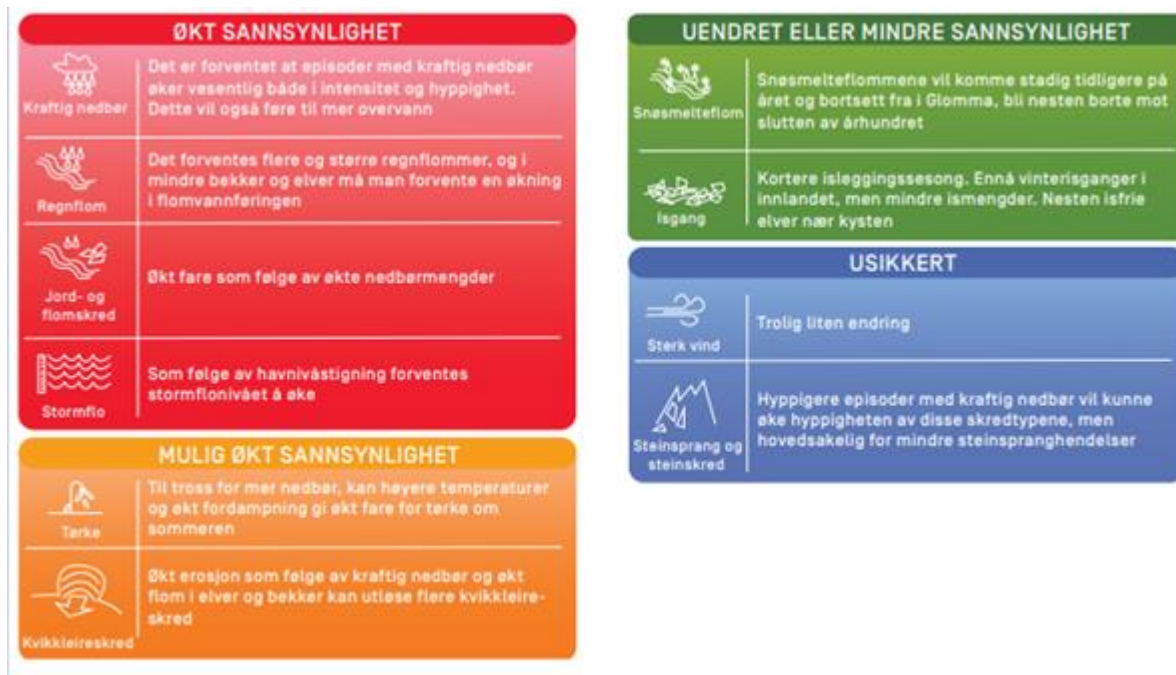 ØKT SANNSYNLIGHET
Kraftig nedbør
Det er forventet at episoder med kraftig nedbør
øker vesentlig både i intensitet og hyppighet.
Dette vil også føre til mer overvann
Regnflom
Det forventes flere og større regnflommer, og i
mindre bekker og elver må man forvente en økning
i flomvannføringen
Jord- og
flomskred
Økt fare som følge av økte nedbørmengder
Stormflo
Som følge av havnivåstigning forventes
stormflonivået å øke
MULIG ØKT SANNSYNLIGHET
Tørke
Til tross for mer nedbør, kan høyere temperaturer
og økt fordampning gi økt fare for tørke om
sommeren
Kvikkleireskred
Økt erosjon som følge av kraftig nedbør og økt
flom i elver og bekker kan utløse flere kvikkleire-
skred
UENDRET ELLER MINDRE SANNSYNLIGHET
Snøsmelteflom
Snøsmelteflommene vil komme stadig tidligere på
året og bortsett fra i Glomma, bli nesten borte mot
slutten av århundret
Isgang
Kortere isleggingssesong. Ennå vinterisganger i
innlandet, men mindre ismengder. Nesten isfrie
elver nær kysten
USIKKERT
Sterk vind
Trolig liten endring
Steinsprang og
steinskred
Hyppigere episoder med kraftig nedbør vil kunne
øke hyppigheten av disse skredtypene, men
hovedsakelig for mindre steinspranghendelser